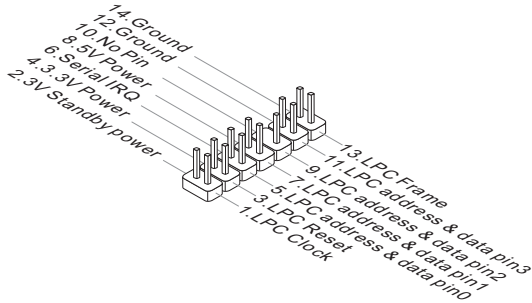 14.Ground
12.Ground
10.No Pin
8.5V Power
6.Serial IRQ
4.3.3V Power
2.3V Standby power
13.LPC Frame
11.LPC address & data pin3
9.LPC address & data pin2
7.LPC address & data pin1
5.LPC address & data pin0
3.LPC Reset
1.LPC Clock